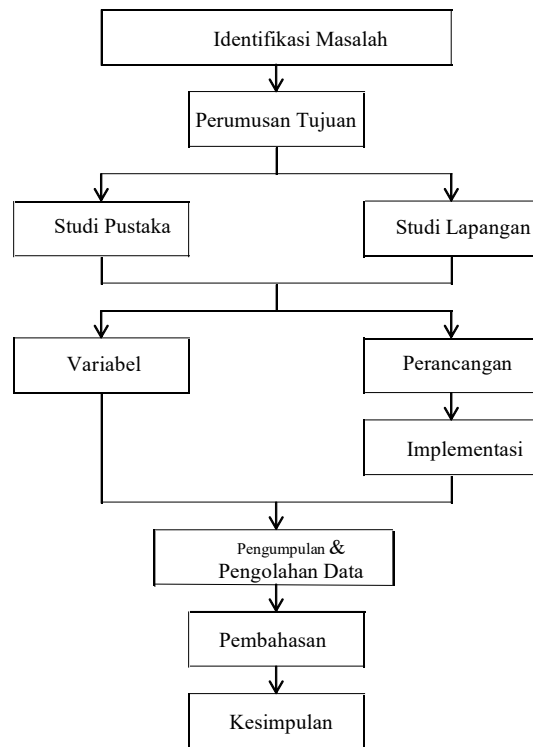 Identifikasi Masalah
Perumusan Tujuan
Studi Pustaka
Studi Lapangan
Variabel
Perancangan
Implementasi
Pengumpulan &
Pengolahan Data
Pembahasan
Kesimpulan